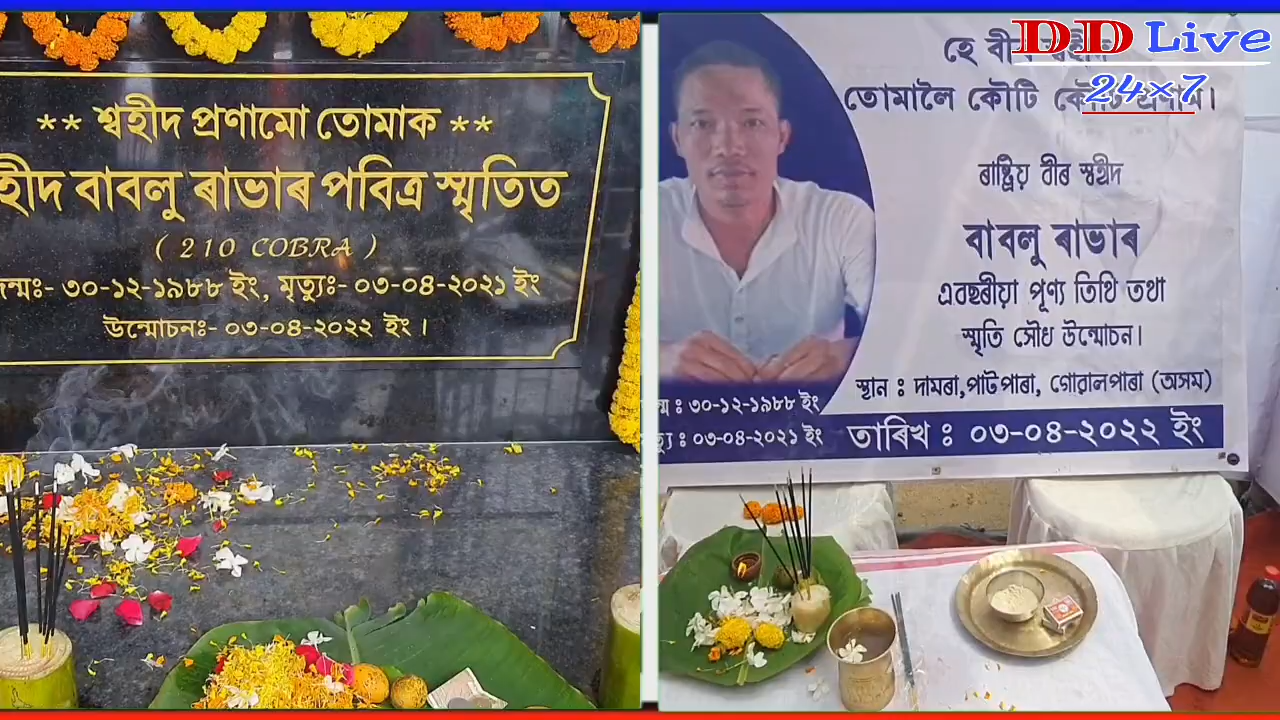 ** শ্বহীদ প্ৰণামো তোমাক **
হীদ বাবলু ৰাভাৰ পবিত্ৰ স্মৃতিত
( 210 COBRA )
জন্মঃ- ৩০-১২-১৯৮৮ ইং, মৃত্যুঃ- ০৩-০৪-২০২১ ইং
উন্মোচনঃ- ০৩-০৪-২০২২ ইং ।
DD Live
24x7
হে
তোমালৈ কৌটি
ৰাষ্ট্ৰিয় বীৰ স্বহীদ
বাবলু ৰাভাৰ
এবছৰীয়া পূণ্য তিথি তথা
স্মৃতি সৌধ উন্মোচন।
স্থান : দামৰা,পাটপাৰা, গোৱালপাৰা (অসম)
: ৩০-১২-১৯৮৮ ইং
: ০৩-০৪-২০২১ ইং
তাৰিখ : ০৩-০৪-২০২২ ইং